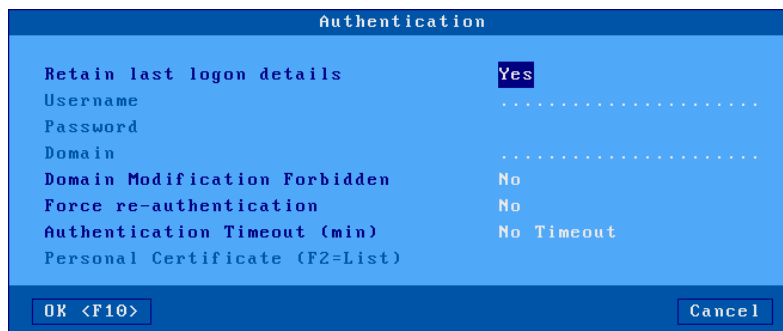 Authentication
Retain last logon details Yes
Username ......................
Password
Domain ......................
Domain Modification Forbidden No
Force re-authentication No
Authentication Timeout (min) No Timeout
Personal Certificate (F2=List)
OK <F10> Cancel